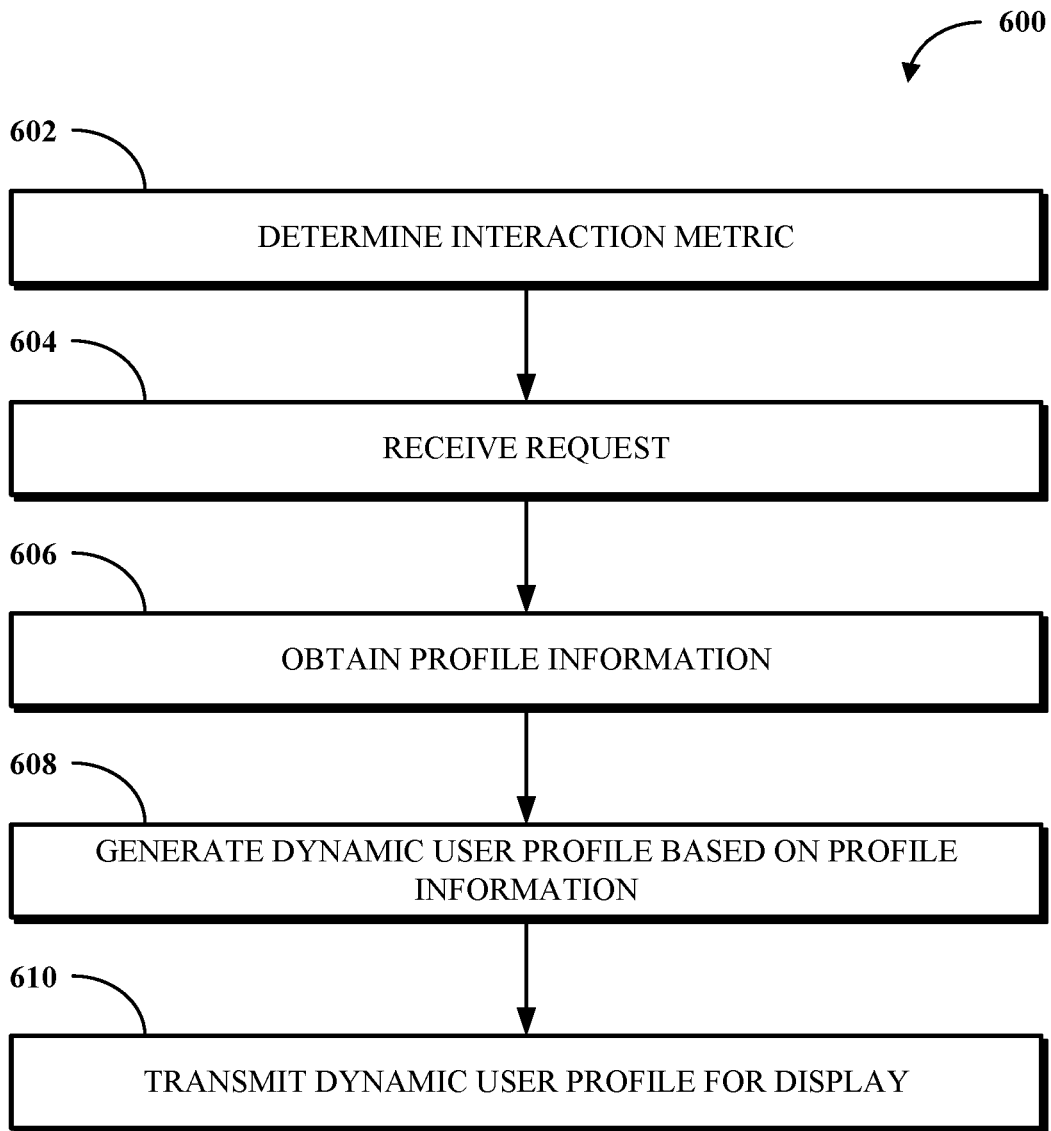 600
602
DETERMINE INTERACTION METRIC
604
RECEIVE REQUEST
606
OBTAIN PROFILE INFORMATION
608
GENERATE DYNAMIC USER PROFILE BASED ON PROFILE
INFORMATION
610
TRANSMIT DYNAMIC USER PROFILE FOR DISPLAY